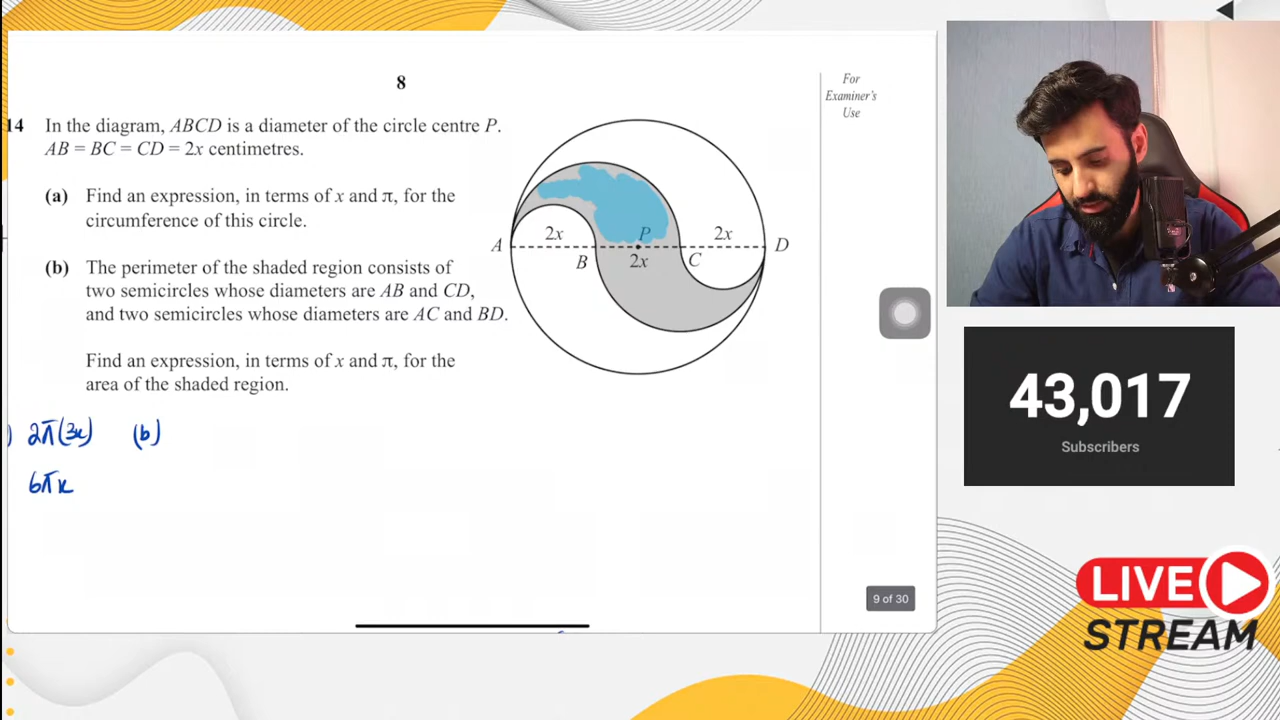 8
For
Examiner's
Use
14 In the diagram, ABCD is a diameter of the circle centre P.
AB = BC = CD = 2x centimetres.
(a) Find an expression, in terms of x and π, for the
circumference of this circle.
(b) The perimeter of the shaded region consists of
two semicircles whose diameters are AB and CD,
and two semicircles whose diameters are AC and BD.
Find an expression, in terms of x and π, for the
area of the shaded region.
A
2x
B
P
2x
C
2x
D
) 2π(3x) (b)
6πx
9 of 30
43,017
Subscribers
LIVE
STREAM